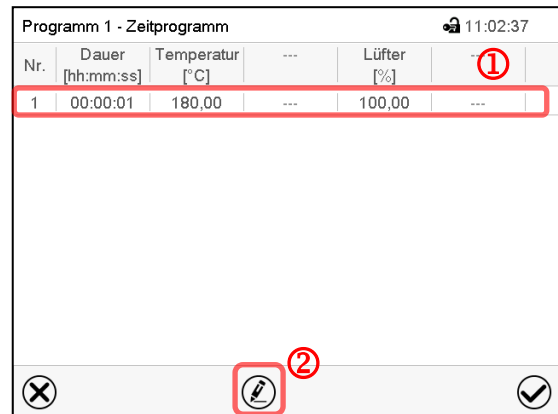 Programm 1 - Zeitprogramm 11:02:37
Nr. Dauer [hh:mm:ss] Temperatur [°C] --- Lüfter [%] ---
①
1 00:00:01 180,00 --- 100,00 ---
②